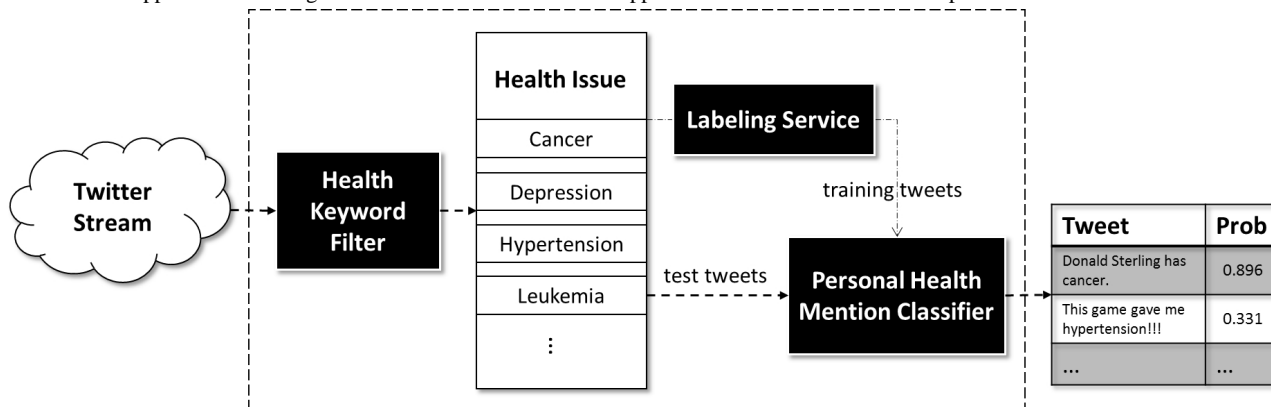 Twitter
Stream
Health
Keyword
Filter
Health Issue
Cancer
Depression
Hypertension
Leukemia
⋮
Labeling Service
training tweets
test tweets
Personal Health
Mention Classifier
Tweet Prob
Donald Sterling has
cancer. 0.896
This game gave me
hypertension!!! 0.331
... ...